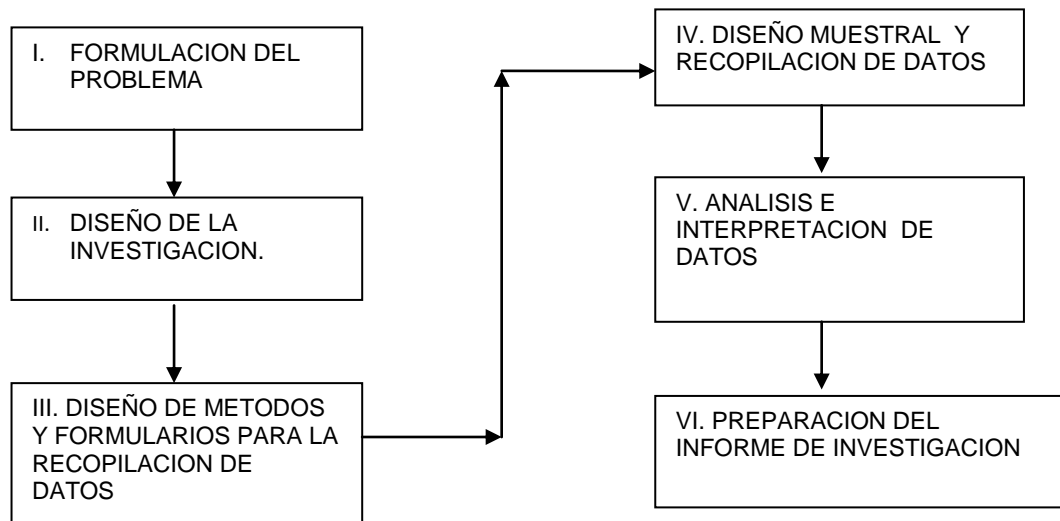 I. FORMULACION DEL
PROBLEMA
II. DISEÑO DE LA
INVESTIGACION.
III. DISEÑO DE METODOS
Y FORMULARIOS PARA LA
RECOPILACION DE
DATOS
IV. DISEÑO MUESTRAL Y
RECOPILACION DE DATOS
V. ANALISIS E
INTERPRETACION DE
DATOS
VI. PREPARACION DEL
INFORME DE INVESTIGACION